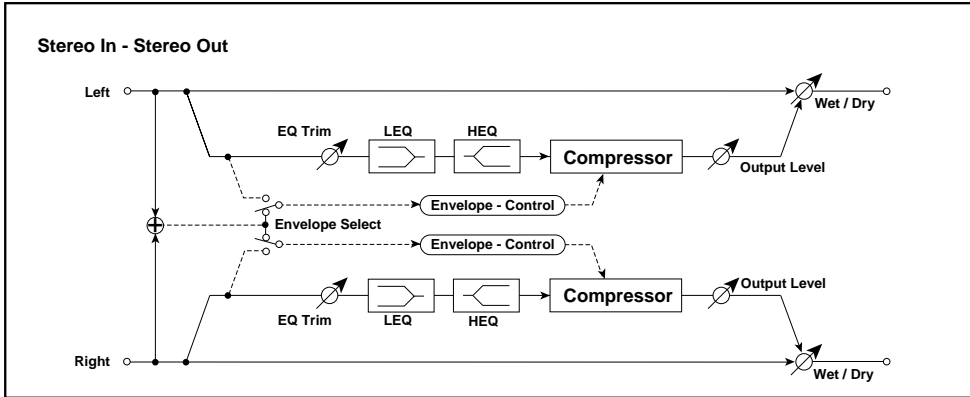 Stereo In - Stereo Out
Left
Wet / Dry
EQ Trim
LEQ
HEQ
Compressor
Output Level
Envelope - Control
Envelope Select
Envelope - Control
Output Level
Compressor
EQ Trim
LEQ
HEQ
Right
Wet / Dry